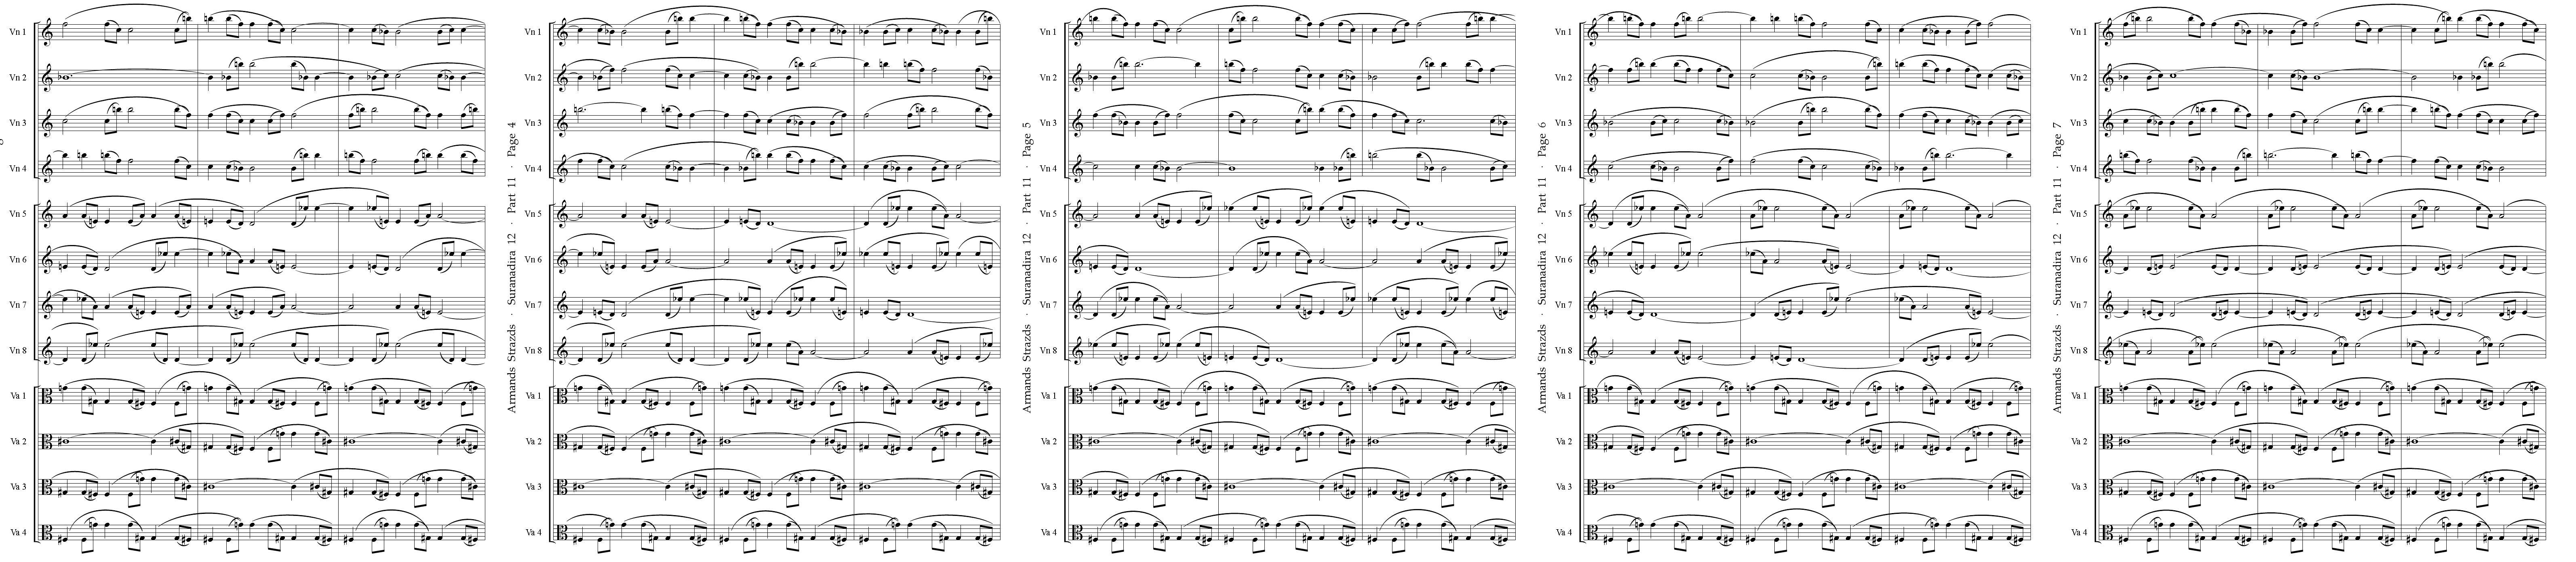 Vn 1
Vn 2
Vn 3
Vn 4
Vn 5
Vn 6
Vn 7
Vn 8
Va 1
Va 2
Va 3
Va 4
Armands Strazds · Suranadira 12 · Part 11 · Page 4
Vn 1
Vn 2
Vn 3
Vn 4
Vn 5
Vn 6
Vn 7
Vn 8
Va 1
Va 2
Va 3
Va 4
Armands Strazds · Suranadira 12 · Part 11 · Page 5
Vn 1
Vn 2
Vn 3
Vn 4
Vn 5
Vn 6
Vn 7
Vn 8
Va 1
Va 2
Va 3
Va 4
Armands Strazds · Suranadira 12 · Part 11 · Page 6
Vn 1
Vn 2
Vn 3
Vn 4
Vn 5
Vn 6
Vn 7
Vn 8
Va 1
Va 2
Va 3
Va 4
Armands Strazds · Suranadira 12 · Part 11 · Page 7
Vn 1
Vn 2
Vn 3
Vn 4
Vn 5
Vn 6
Vn 7
Vn 8
Va 1
Va 2
Va 3
Va 4